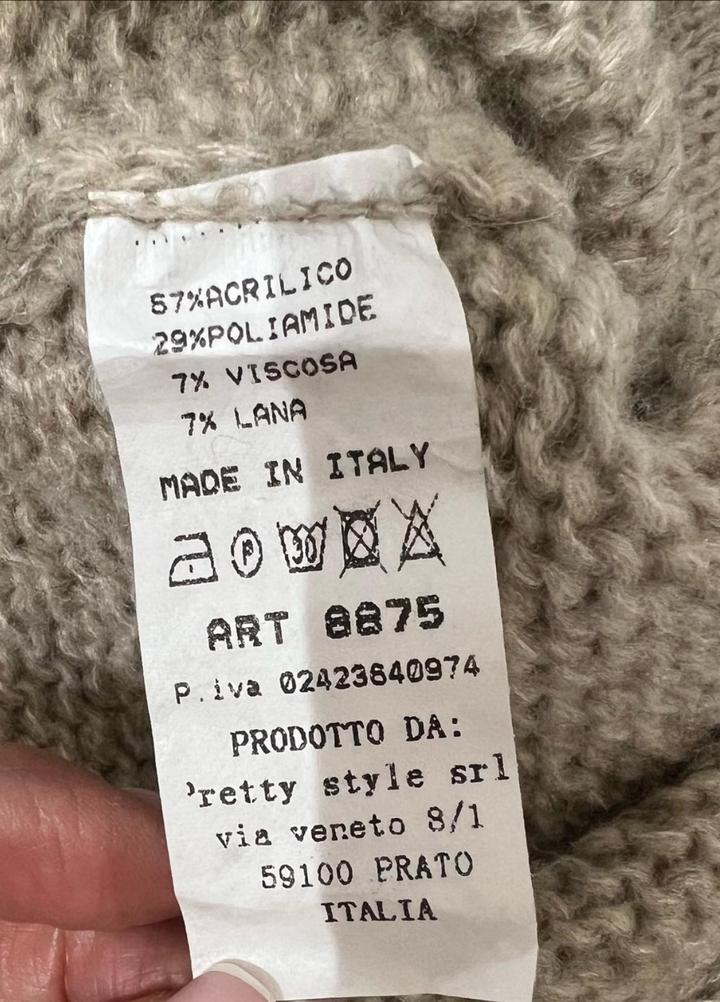 57%ACRILICO
29%POLIAMIDE
7% VISCOSA
7% LANA
MADE IN ITALY
P 30
ART 8875
P.iva 02423640974
PRODOTTO DA:
'retty style srl
via veneto 8/1
59100 PRATO
ITALIA